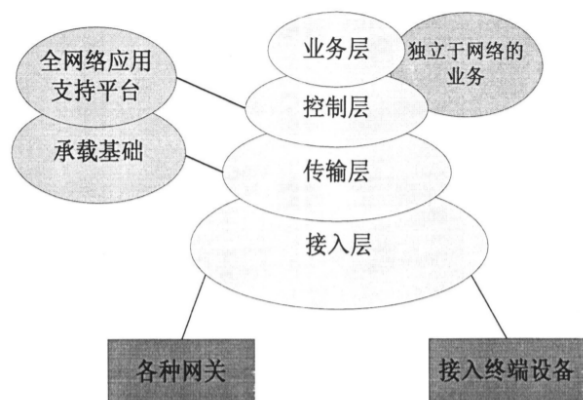 业务层
独立于网络的
业务
全网络应用
支持平台
控制层
承载基础
传输层
接入层
各种网关
接入终端设备